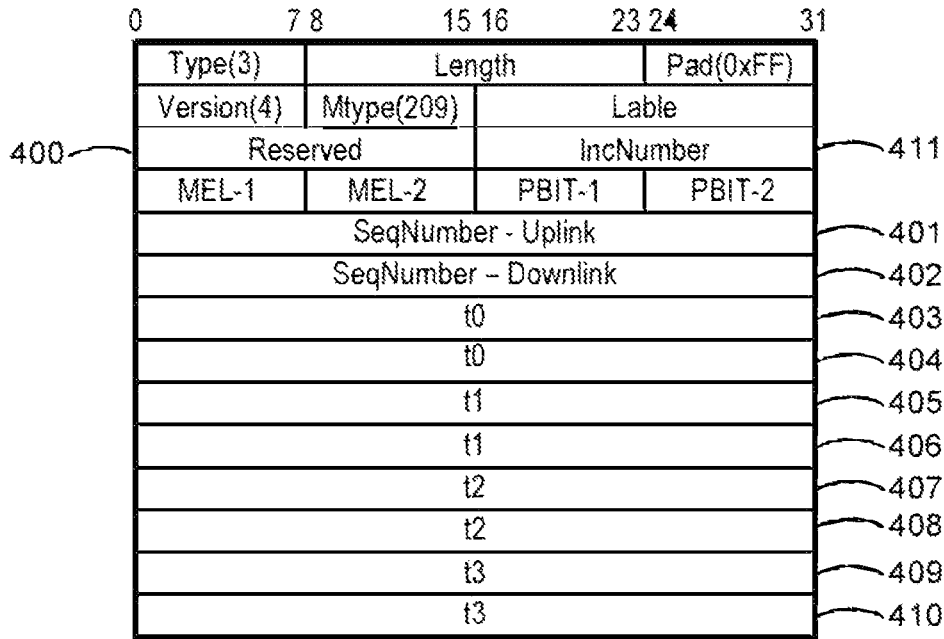 0 7 8 15 16 23 24 31
Type(3) Length Pad(0xFF)
Version(4) Mtype(209) Lable
400 Reserved IncNumber 411
MEL-1 MEL-2 PBIT-1 PBIT-2
SeqNumber - Uplink 401
SeqNumber – Downlink 402
t0 403
t0 404
t1 405
t1 406
t2 407
t2 408
t3 409
t3 410